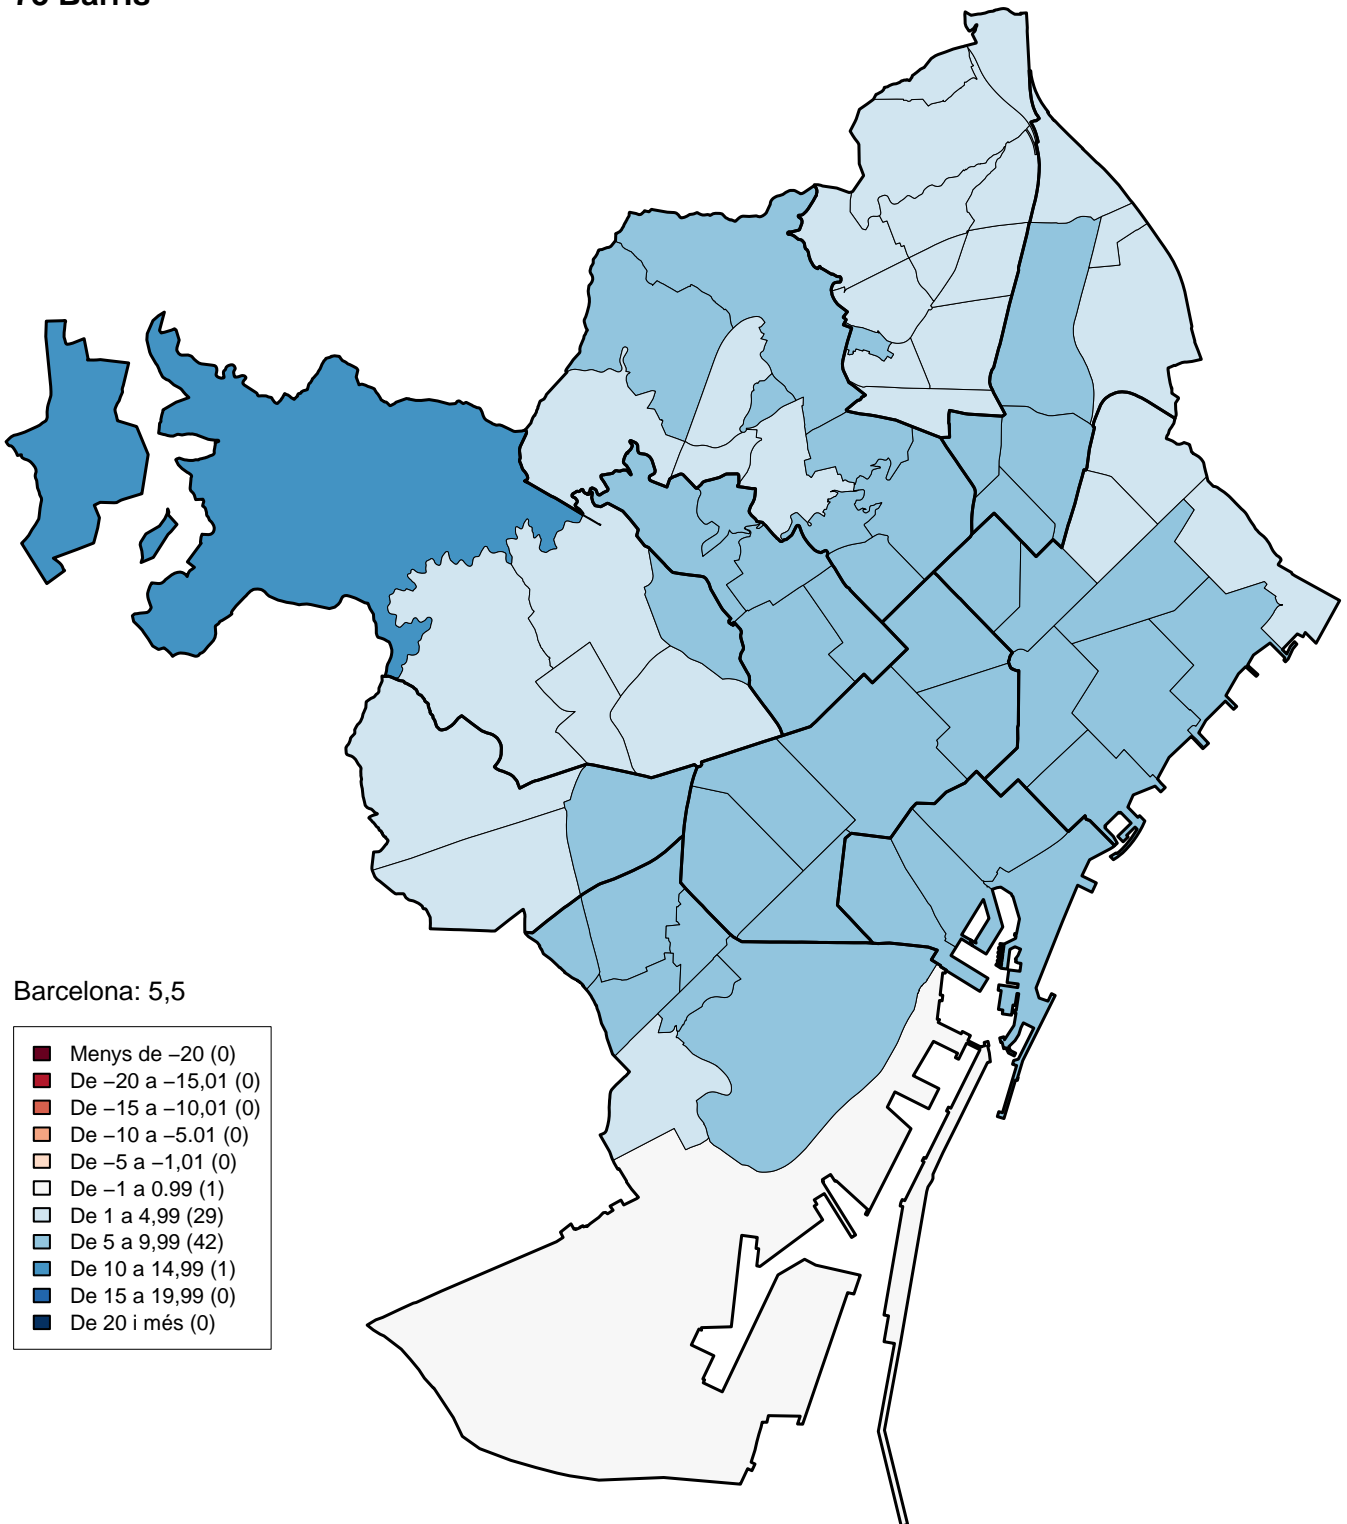 Barris
Barcelona: 5,5
Menys de −20 (0)
De −20 a −15,01 (0)
De −15 a −10,01 (0)
De −10 a −5.01 (0)
De −5 a −1,01 (0)
De −1 a 0.99 (1)
De 1 a 4,99 (29)
De 5 a 9,99 (42)
De 10 a 14,99 (1)
De 15 a 19,99 (0)
De 20 i més (0)